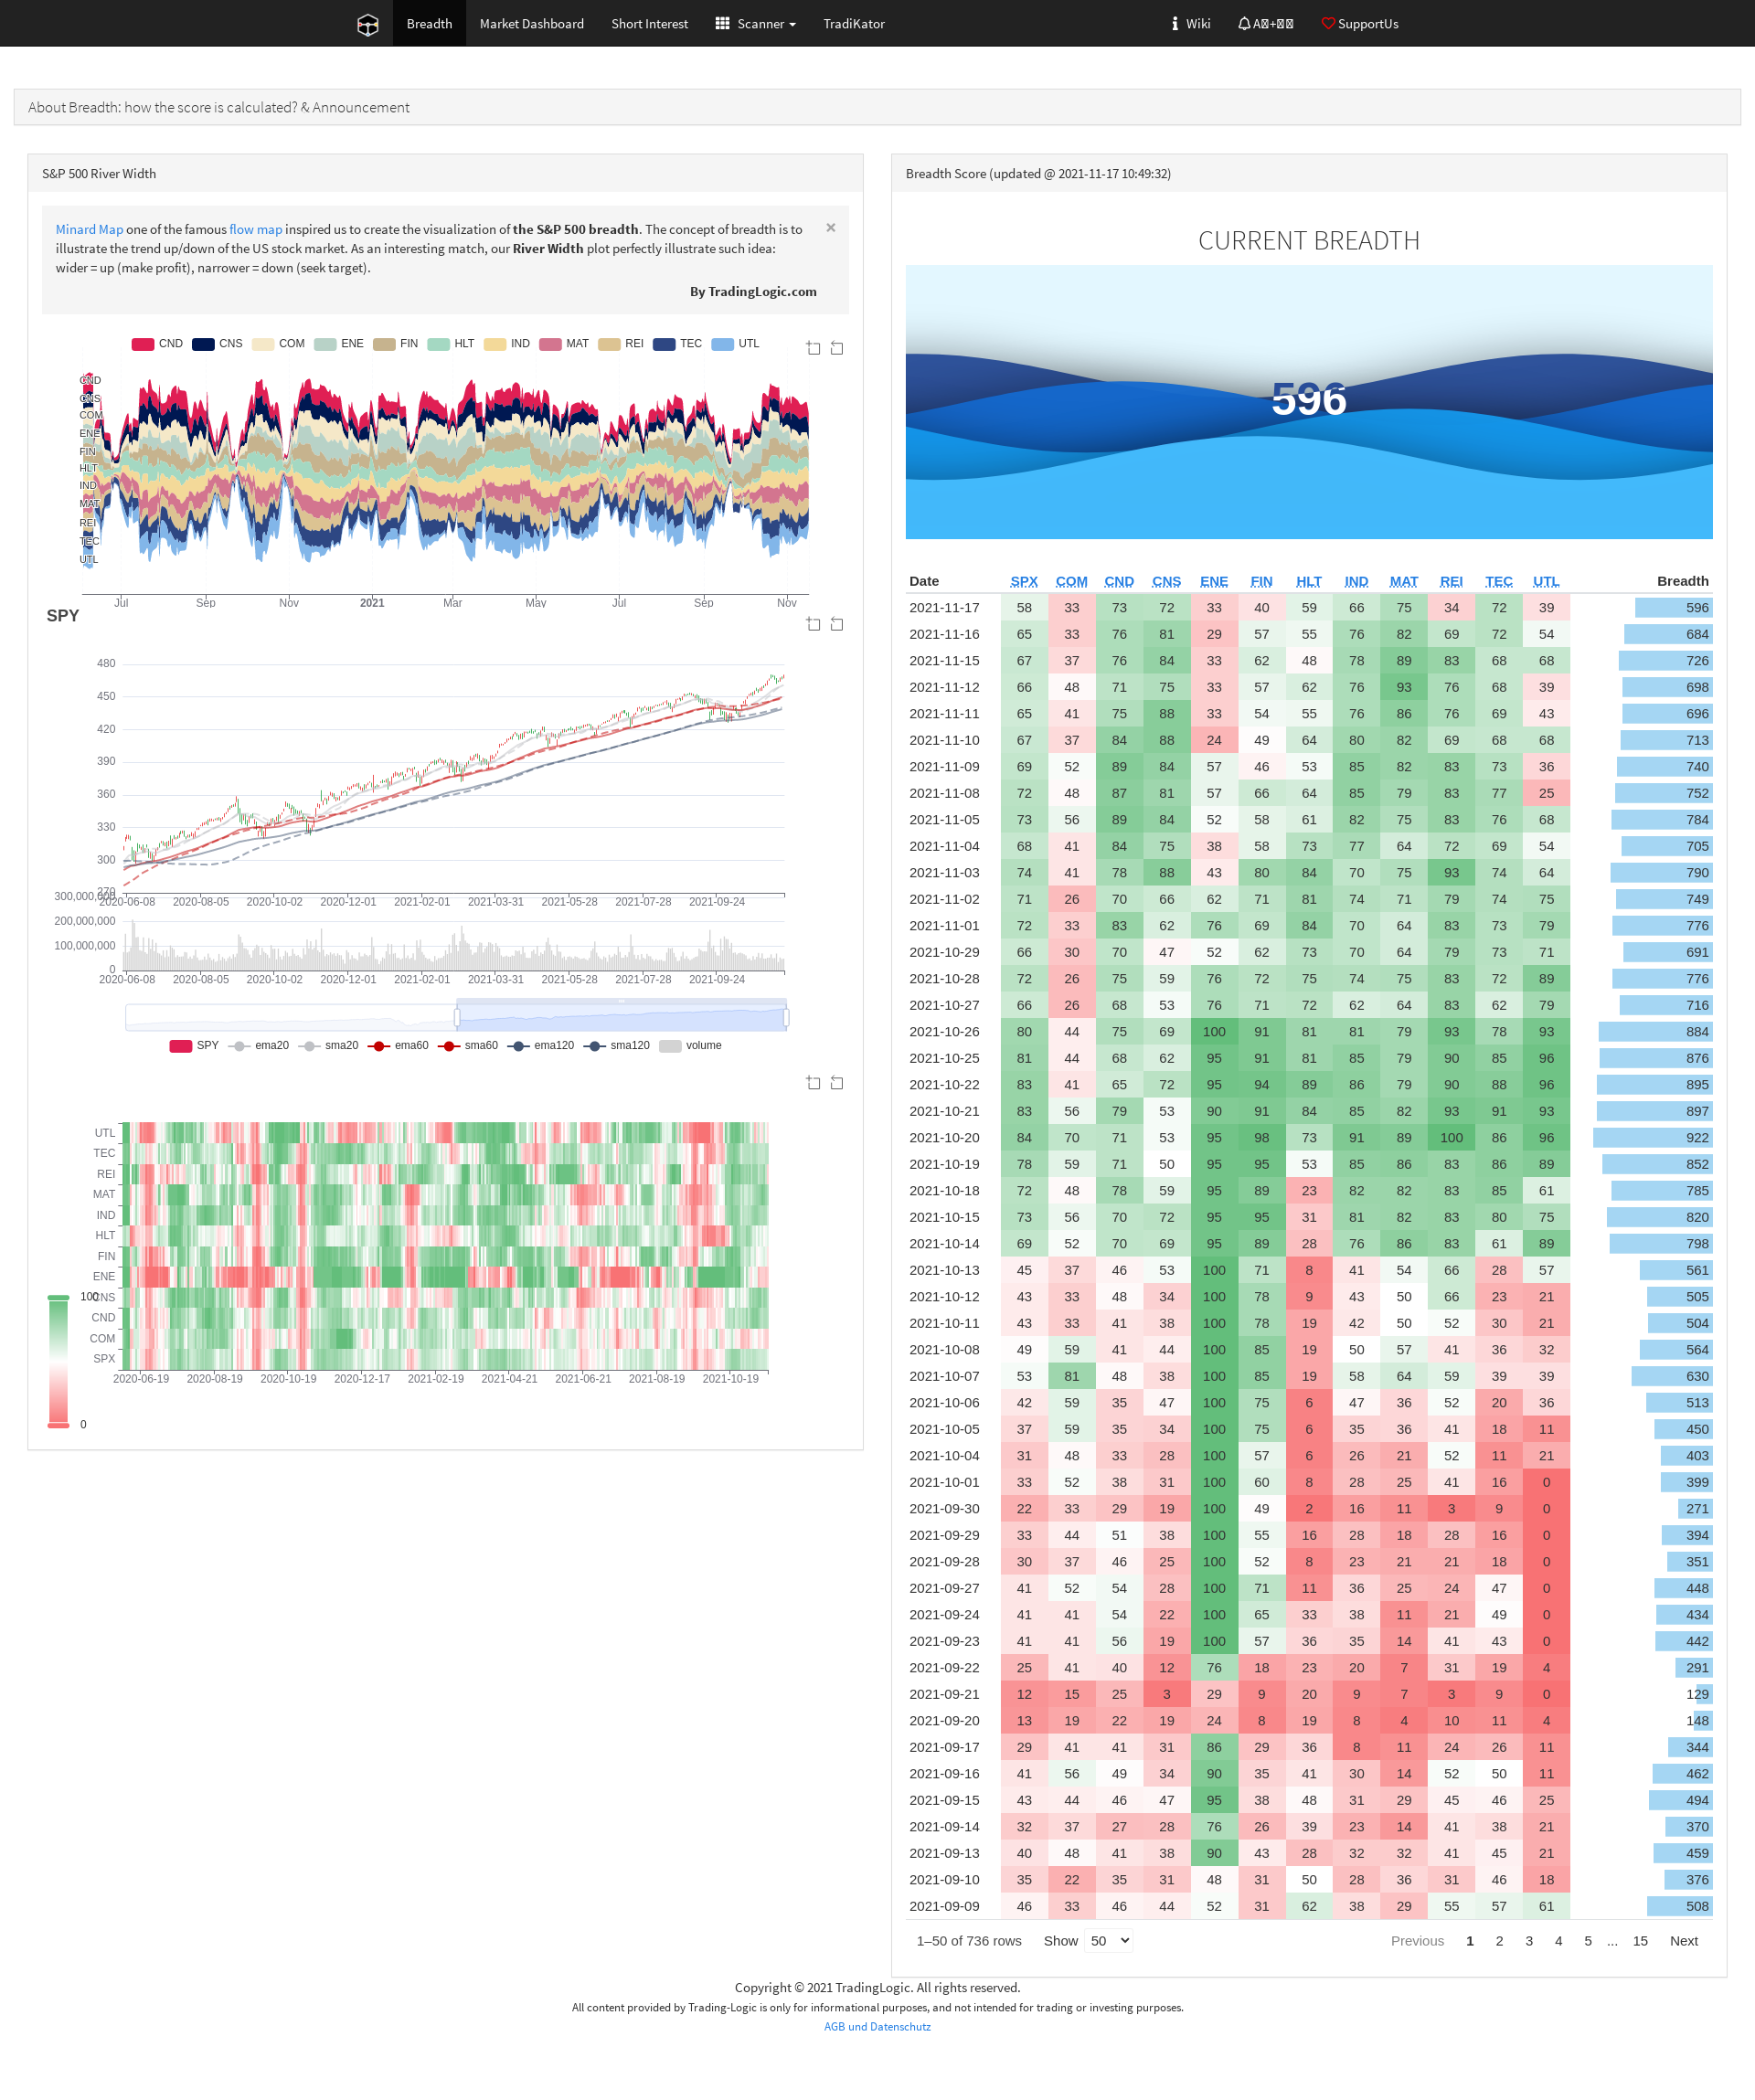 Breadth Market Dashboard Short Interest Scanner TradiKator Wiki SupportUs
About Breadth: how the score is calculated? & Announcement
S&P 500 River Width
Minard Map one of the famous flow map inspired us to create the visualization of the S&P 500 breadth. The concept of breadth is to
illustrate the trend up/down of the US stock market. As an interesting match, our River Width plot perfectly illustrate such idea:
wider = up (make profit), narrower = down (seek target).
×
By TradingLogic.com
CND CNS COM ENE FIN HLT IND MAT REI TEC UTL
CND
CNS
COM
ENE
FIN
HLT
IND
MAT
REI
TEC
UTL
Jul Sep Nov 2021 Mar May Jul Sep Nov
SPY
480
450
420
390
360
330
300
270
2020-06-08 2020-08-05 2020-10-02 2020-12-01 2021-02-01 2021-03-31 2021-05-28 2021-07-28 2021-09-24
300,000,000
200,000,000
100,000,000
0
2020-06-08 2020-08-05 2020-10-02 2020-12-01 2021-02-01 2021-03-31 2021-05-28 2021-07-28 2021-09-24
SPY ema20 sma20 ema60 sma60 ema120 sma120 volume
UTL
TEC
REI
MAT
IND
HLT
FIN
ENE
CNS
CND
COM
SPX
2020-06-19 2020-08-19 2020-10-19 2020-12-17 2021-02-19 2021-04-21 2021-06-21 2021-08-19 2021-10-19
100
0
Breadth Score (updated @ 2021-11-17 10:49:32)
CURRENT BREADTH
596
Date SPX COM CND CNS ENE FIN HLT IND MAT REI TEC UTL Breadth
2021-11-17 58 33 73 72 33 40 59 66 75 34 72 39 596
2021-11-16 65 33 76 81 29 57 55 76 82 69 72 54 684
2021-11-15 67 37 76 84 33 62 48 78 89 83 68 68 726
2021-11-12 66 48 71 75 33 57 62 76 93 76 68 39 698
2021-11-11 65 41 75 88 33 54 55 76 86 76 69 43 696
2021-11-10 67 37 84 88 24 49 64 80 82 69 68 68 713
2021-11-09 69 52 89 84 57 46 53 85 82 83 73 36 740
2021-11-08 72 48 87 81 57 66 64 85 79 83 77 25 752
2021-11-05 73 56 89 84 52 58 61 82 75 83 76 68 784
2021-11-04 68 41 84 75 38 58 73 77 64 72 69 54 705
2021-11-03 74 41 78 88 43 80 84 70 75 93 74 64 790
2021-11-02 71 26 70 66 62 71 81 74 71 79 74 75 749
2021-11-01 72 33 83 62 76 69 84 70 64 83 73 79 776
2021-10-29 66 30 70 47 52 62 73 70 64 79 73 71 691
2021-10-28 72 26 75 59 76 72 75 74 75 83 72 89 776
2021-10-27 66 26 68 53 76 71 72 62 64 83 62 79 716
2021-10-26 80 44 75 69 100 91 81 81 79 93 78 93 884
2021-10-25 81 44 68 62 95 91 81 85 79 90 85 96 876
2021-10-22 83 41 65 72 95 94 89 86 79 90 88 96 895
2021-10-21 83 56 79 53 90 91 84 85 82 93 91 93 897
2021-10-20 84 70 71 53 95 98 73 91 89 100 86 96 922
2021-10-19 78 59 71 50 95 95 53 85 86 83 86 89 852
2021-10-18 72 48 78 59 95 89 23 82 82 83 85 61 785
2021-10-15 73 56 70 72 95 95 31 81 82 83 80 75 820
2021-10-14 69 52 70 69 95 89 28 76 86 83 61 89 798
2021-10-13 45 37 46 53 100 71 8 41 54 66 28 57 561
2021-10-12 43 33 48 34 100 78 9 43 50 66 23 21 505
2021-10-11 43 33 41 38 100 78 19 42 50 52 30 21 504
2021-10-08 49 59 41 44 100 85 19 50 57 41 36 32 564
2021-10-07 53 81 48 38 100 85 19 58 64 59 39 39 630
2021-10-06 42 59 35 47 100 75 6 47 36 52 20 36 513
2021-10-05 37 59 35 34 100 75 6 35 36 41 18 11 450
2021-10-04 31 48 33 28 100 57 6 26 21 52 11 21 403
2021-10-01 33 52 38 31 100 60 8 28 25 41 16 0 399
2021-09-30 22 33 29 19 100 49 2 16 11 3 9 0 271
2021-09-29 33 44 51 38 100 55 16 28 18 28 16 0 394
2021-09-28 30 37 46 25 100 52 8 23 21 21 18 0 351
2021-09-27 41 52 54 28 100 71 11 36 25 24 47 0 448
2021-09-24 41 41 54 22 100 65 33 38 11 21 49 0 434
2021-09-23 41 41 56 19 100 57 36 35 14 41 43 0 442
2021-09-22 25 41 40 12 76 18 23 20 7 31 19 4 291
2021-09-21 12 15 25 3 29 9 20 9 7 3 9 0 129
2021-09-20 13 19 22 19 24 8 19 8 4 10 11 4 148
2021-09-17 29 41 41 31 86 29 36 8 11 24 26 11 344
2021-09-16 41 56 49 34 90 35 41 30 14 52 50 11 462
2021-09-15 43 44 46 47 95 38 48 31 29 45 46 25 494
2021-09-14 32 37 27 28 76 26 39 23 14 41 38 21 370
2021-09-13 40 48 41 38 90 43 28 32 32 41 45 21 459
2021-09-10 35 22 35 31 48 31 50 28 36 31 46 18 376
2021-09-09 46 33 46 44 52 31 62 38 29 55 57 61 508
1–50 of 736 rows Show 50 Previous 1 2 3 4 5 ... 15 Next
Copyright © 2021 TradingLogic. All rights reserved.
All content provided by Trading-Logic is only for informational purposes, and not intended for trading or investing purposes.
AGB und Datenschutz